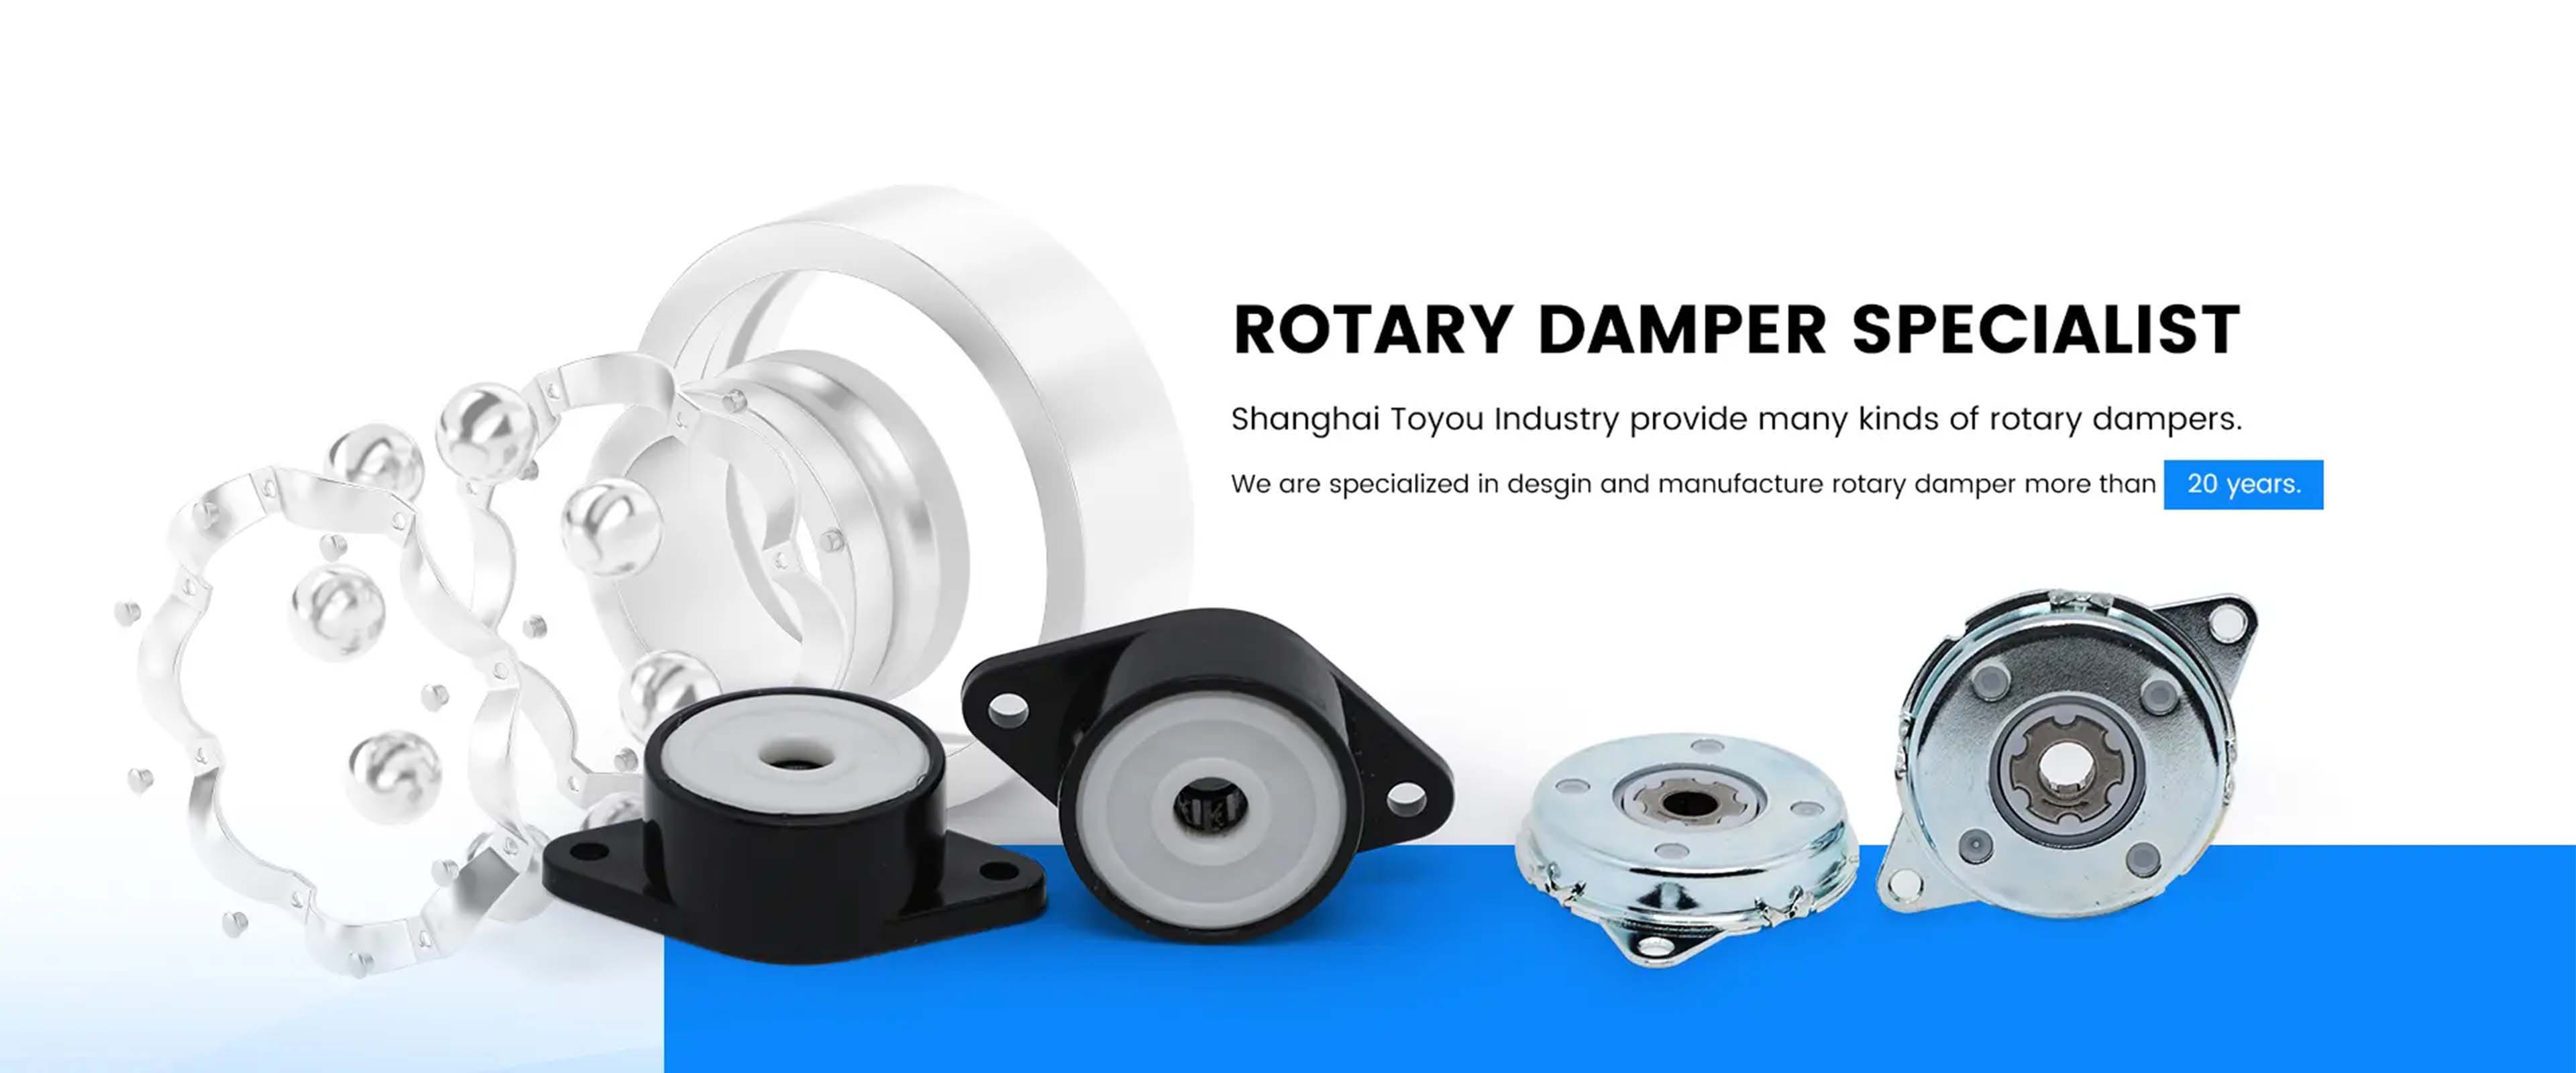 ROTARY DAMPER SPECIALIST
Shanghai Toyou Industry provide many kinds of rotary dampers.
We are specialized in desgin and manufacture rotary damper more than 20 years.